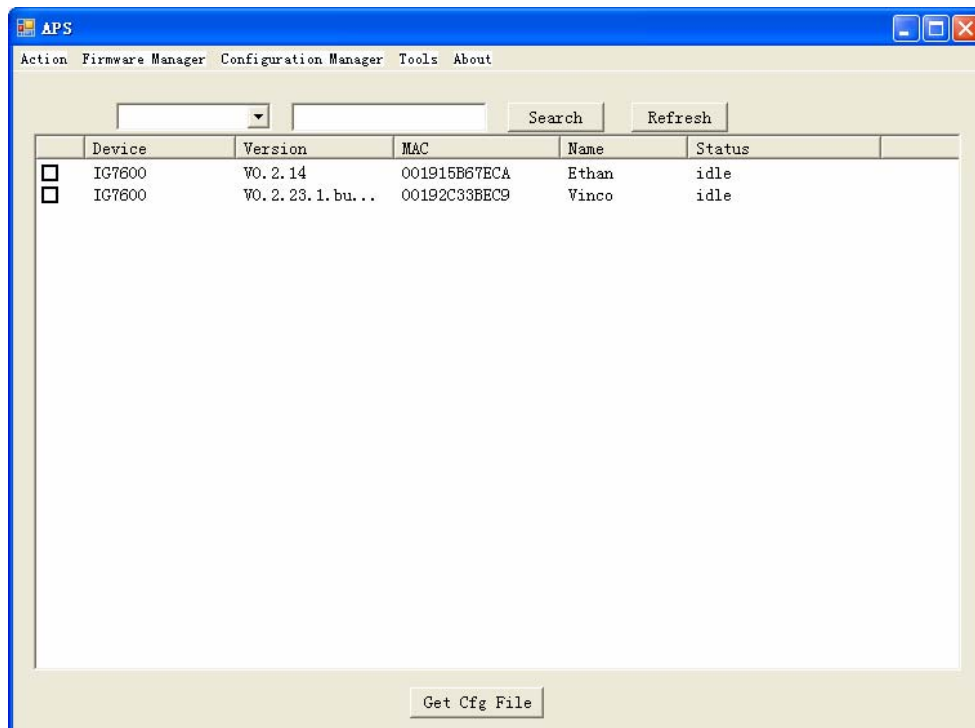 APS
Action Firmware Manager Configuration Manager Tools About
Search Refresh
Device Version MAC Name Status
IG7600 V0.2.14 001915B67ECA Ethan idle
IG7600 V0.2.23.1.bu... 00192C33BEC9 Vinco idle
Get Cfg File